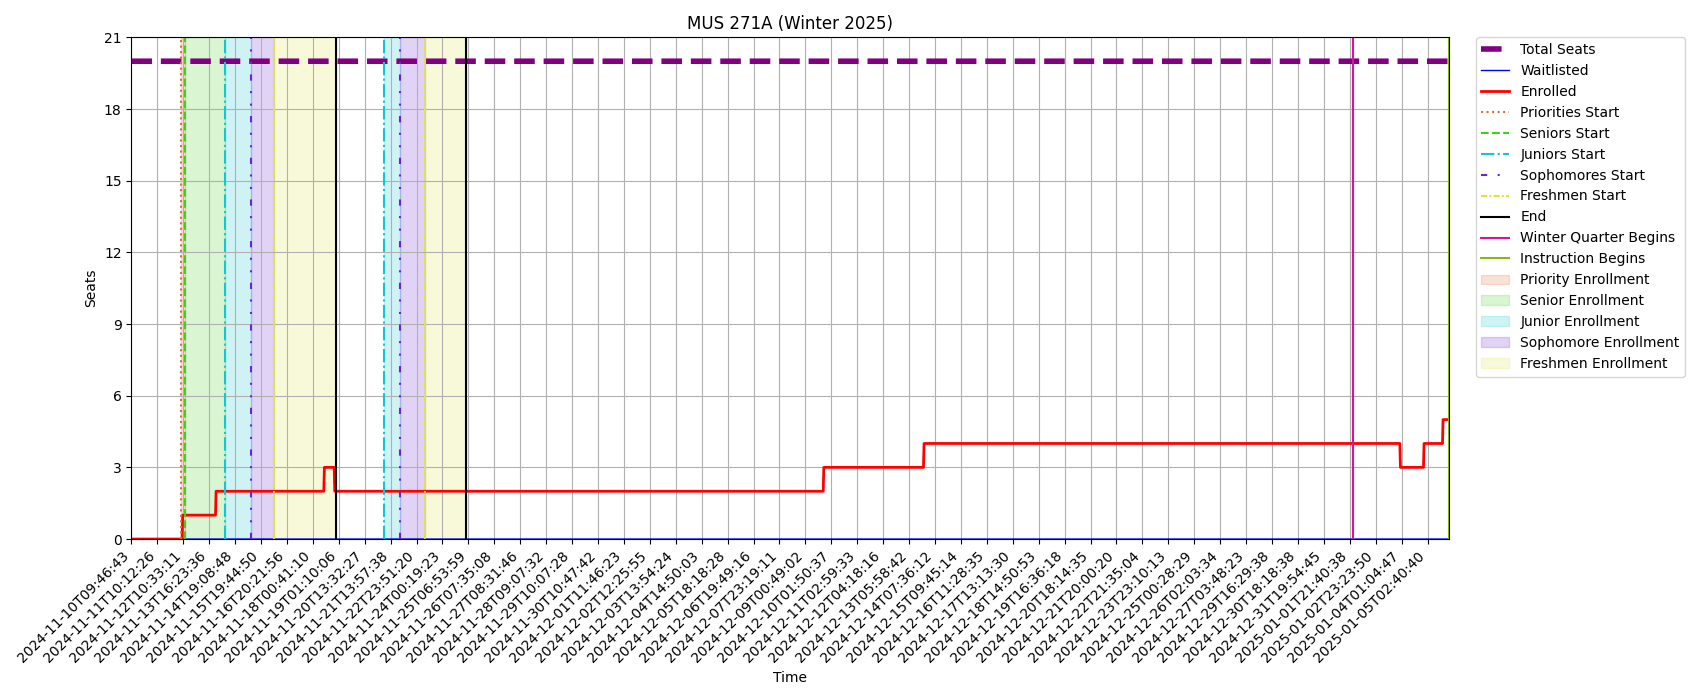 MUS 271A (Winter 2025)
21
18
15
12
9
6
3
0
Seats
2024-11-10T09:46:43
2024-11-11T10:12:26
2024-11-12T10:33:11
2024-11-13T16:23:36
2024-11-14T19:08:48
2024-11-15T19:44:50
2024-11-16T20:21:56
2024-11-18T00:41:10
2024-11-19T01:10:06
2024-11-20T13:32:27
2024-11-21T13:57:38
2024-11-22T23:51:20
2024-11-24T00:19:23
2024-11-25T06:53:59
2024-11-26T07:35:08
2024-11-27T08:31:46
2024-11-28T09:07:32
2024-11-29T10:07:28
2024-11-30T10:47:42
2024-12-01T11:46:23
2024-12-02T12:25:55
2024-12-03T13:54:24
2024-12-04T14:50:03
2024-12-05T18:18:28
2024-12-06T19:49:16
2024-12-07T23:19:11
2024-12-09T00:49:02
2024-12-10T01:50:37
2024-12-11T02:59:33
2024-12-12T04:18:16
2024-12-13T05:58:42
2024-12-14T07:36:12
2024-12-15T09:45:14
2024-12-16T11:28:35
2024-12-17T13:13:30
2024-12-18T14:50:53
2024-12-19T16:36:18
2024-12-20T18:14:35
2024-12-21T20:00:20
2024-12-22T21:35:04
2024-12-23T23:10:13
2024-12-25T00:28:29
2024-12-26T02:03:34
2024-12-27T03:48:23
2024-12-29T16:29:38
2024-12-30T18:18:38
2024-12-31T19:54:45
2025-01-01T21:40:38
2025-01-02T23:23:50
2025-01-04T01:04:47
2025-01-05T02:40:40
Time
Total Seats
Waitlisted
Enrolled
Priorities Start
Seniors Start
Juniors Start
Sophomores Start
Freshmen Start
End
Winter Quarter Begins
Instruction Begins
Priority Enrollment
Senior Enrollment
Junior Enrollment
Sophomore Enrollment
Freshmen Enrollment